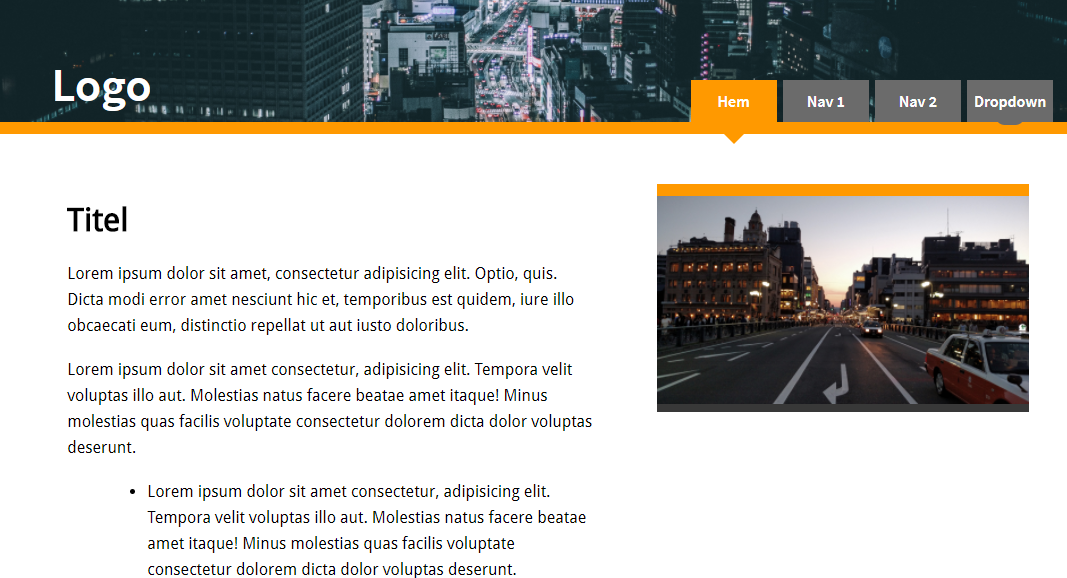 Logo
Hem
Nav 1
Nav 2
Dropdown
Titel
Lorem ipsum dolor sit amet, consectetur adipisicing elit. Optio, quis.
Dicta modi error amet nesciunt hic et, temporibus est quidem, iure illo
obcaecati eum, distinctio repellat ut aut iusto doloribus.
Lorem ipsum dolor sit amet consectetur, adipisicing elit. Tempora velit
voluptas illo aut. Molestias natus facere beatae amet itaque! Minus
molestias quas facilis voluptate consectetur dolorem dicta dolor voluptas
deserunt.
• Lorem ipsum dolor sit amet consectetur, adipisicing elit.
Tempora velit voluptas illo aut. Molestias natus facere beatae
amet itaque! Minus molestias quas facilis voluptate
consectetur dolorem dicta dolor voluptas deserunt.